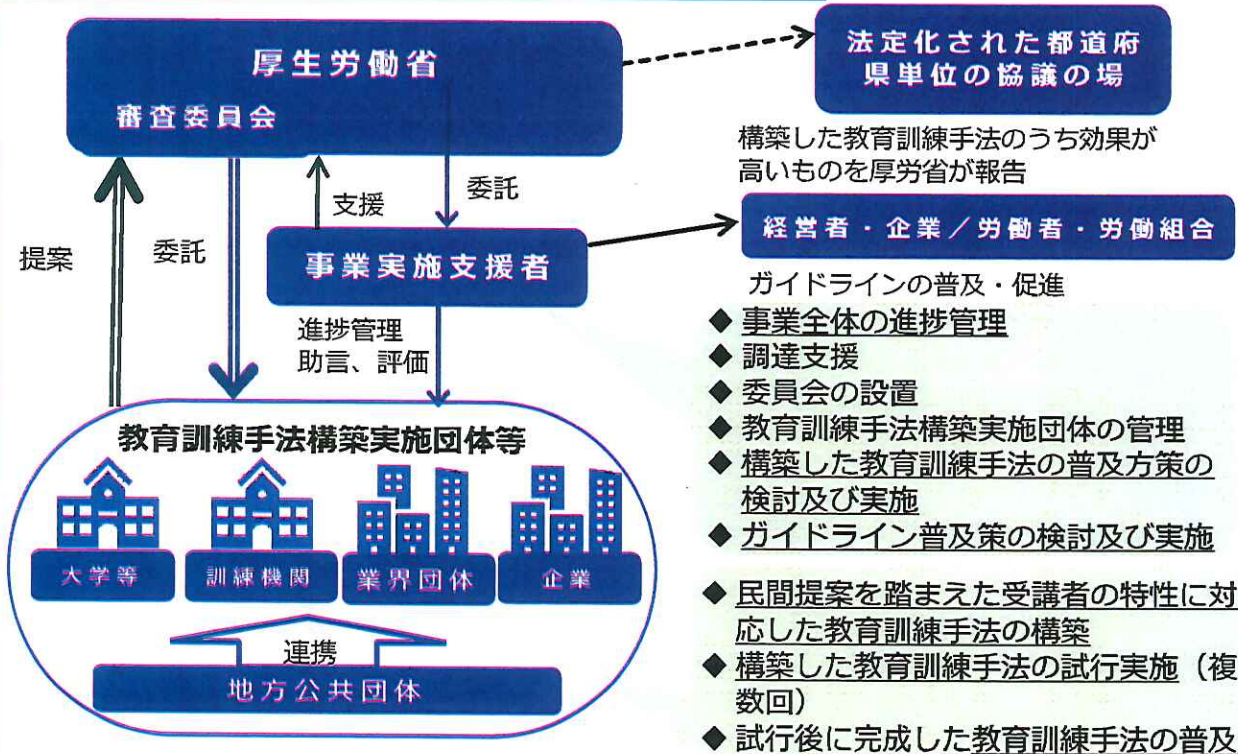 厚生労働省
審査委員会
法定化された都道府
県単位の協議の場
構築した教育訓練手法のうち効果が
高いものを厚労省が報告
提案
委託
支援
委託
事業実施支援者
経営者・企業／労働者・労働組合
ガイドラインの普及・促進
進捗管理
助言、評価
教育訓練手法構築実施団体等
大学等
訓練機関
業界団体
企業
連携
地方公共団体
◆ 事業全体の進捗管理
◆ 調達支援
◆ 委員会の設置
◆ 教育訓練手法構築実施団体の管理
◆ 構築した教育訓練手法の普及方策の
検討及び実施
◆ ガイドライン普及策の検討及び実施
◆ 民間提案を踏まえた受講者の特性に対
応した教育訓練手法の構築
◆ 構築した教育訓練手法の試行実施（複
数回）
◆ 試行後に完成した教育訓練手法の普及